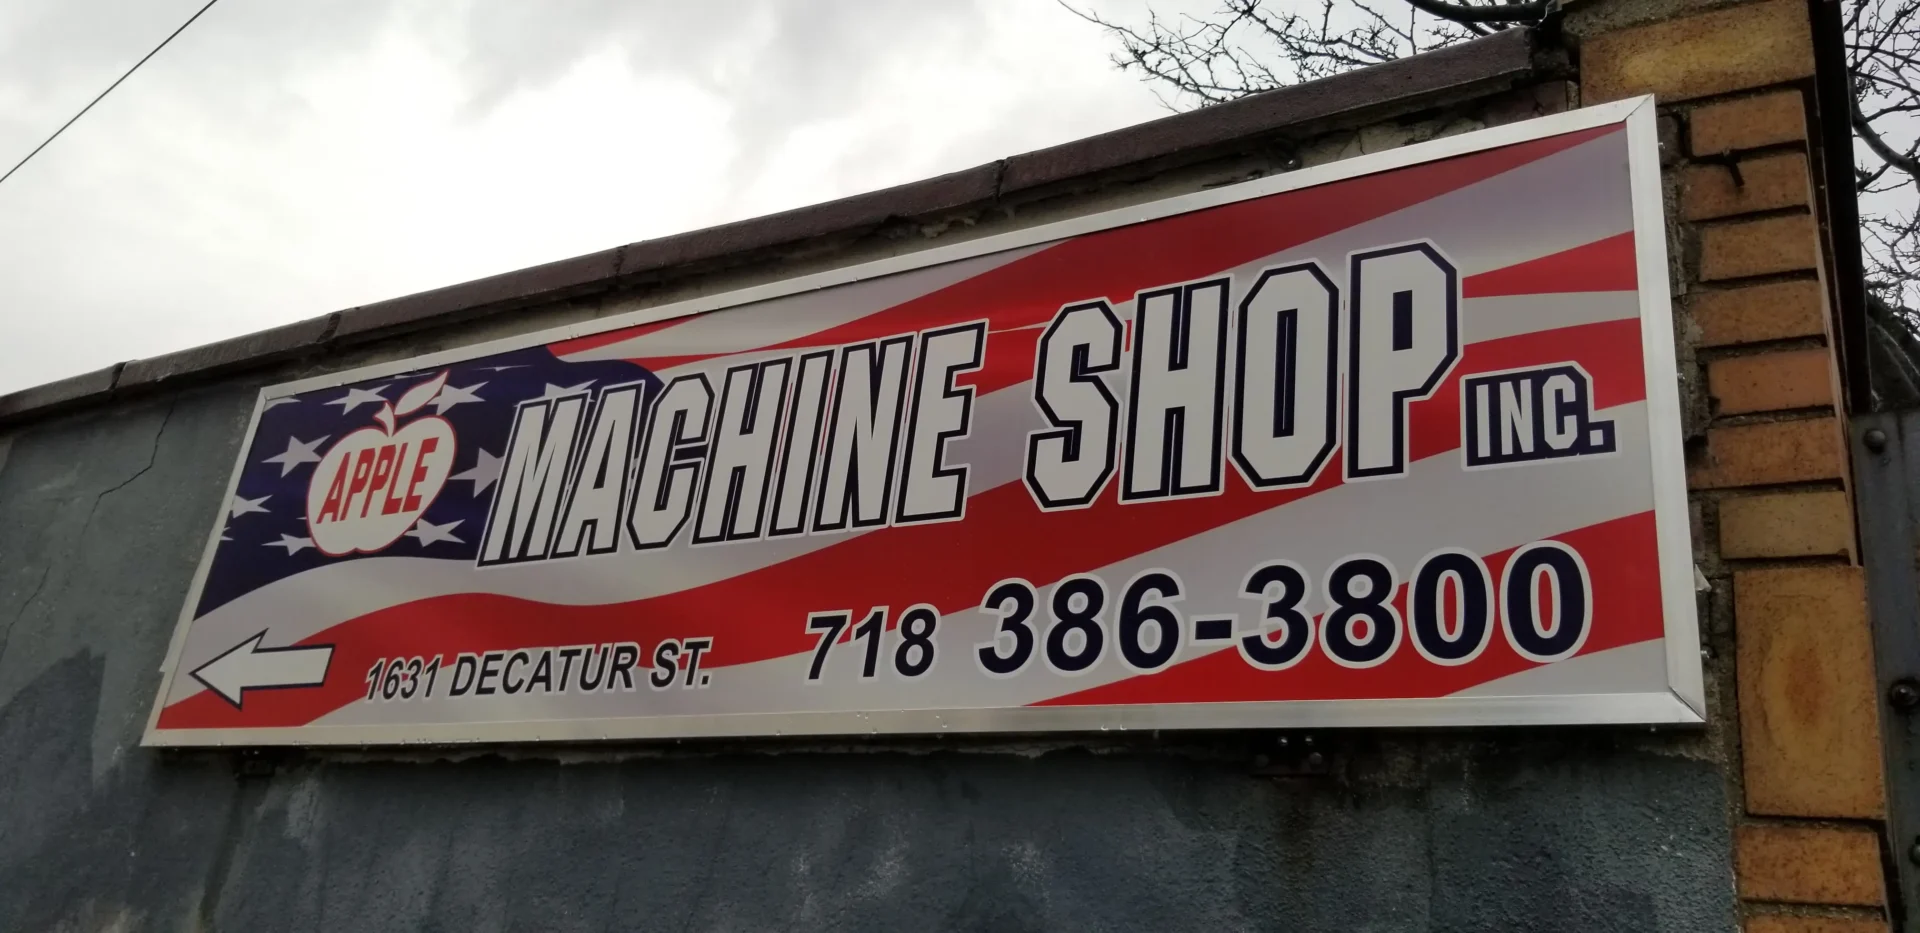 APPLE MACHINE SHOP INC.
1631 DECATUR ST. 718 386-3800